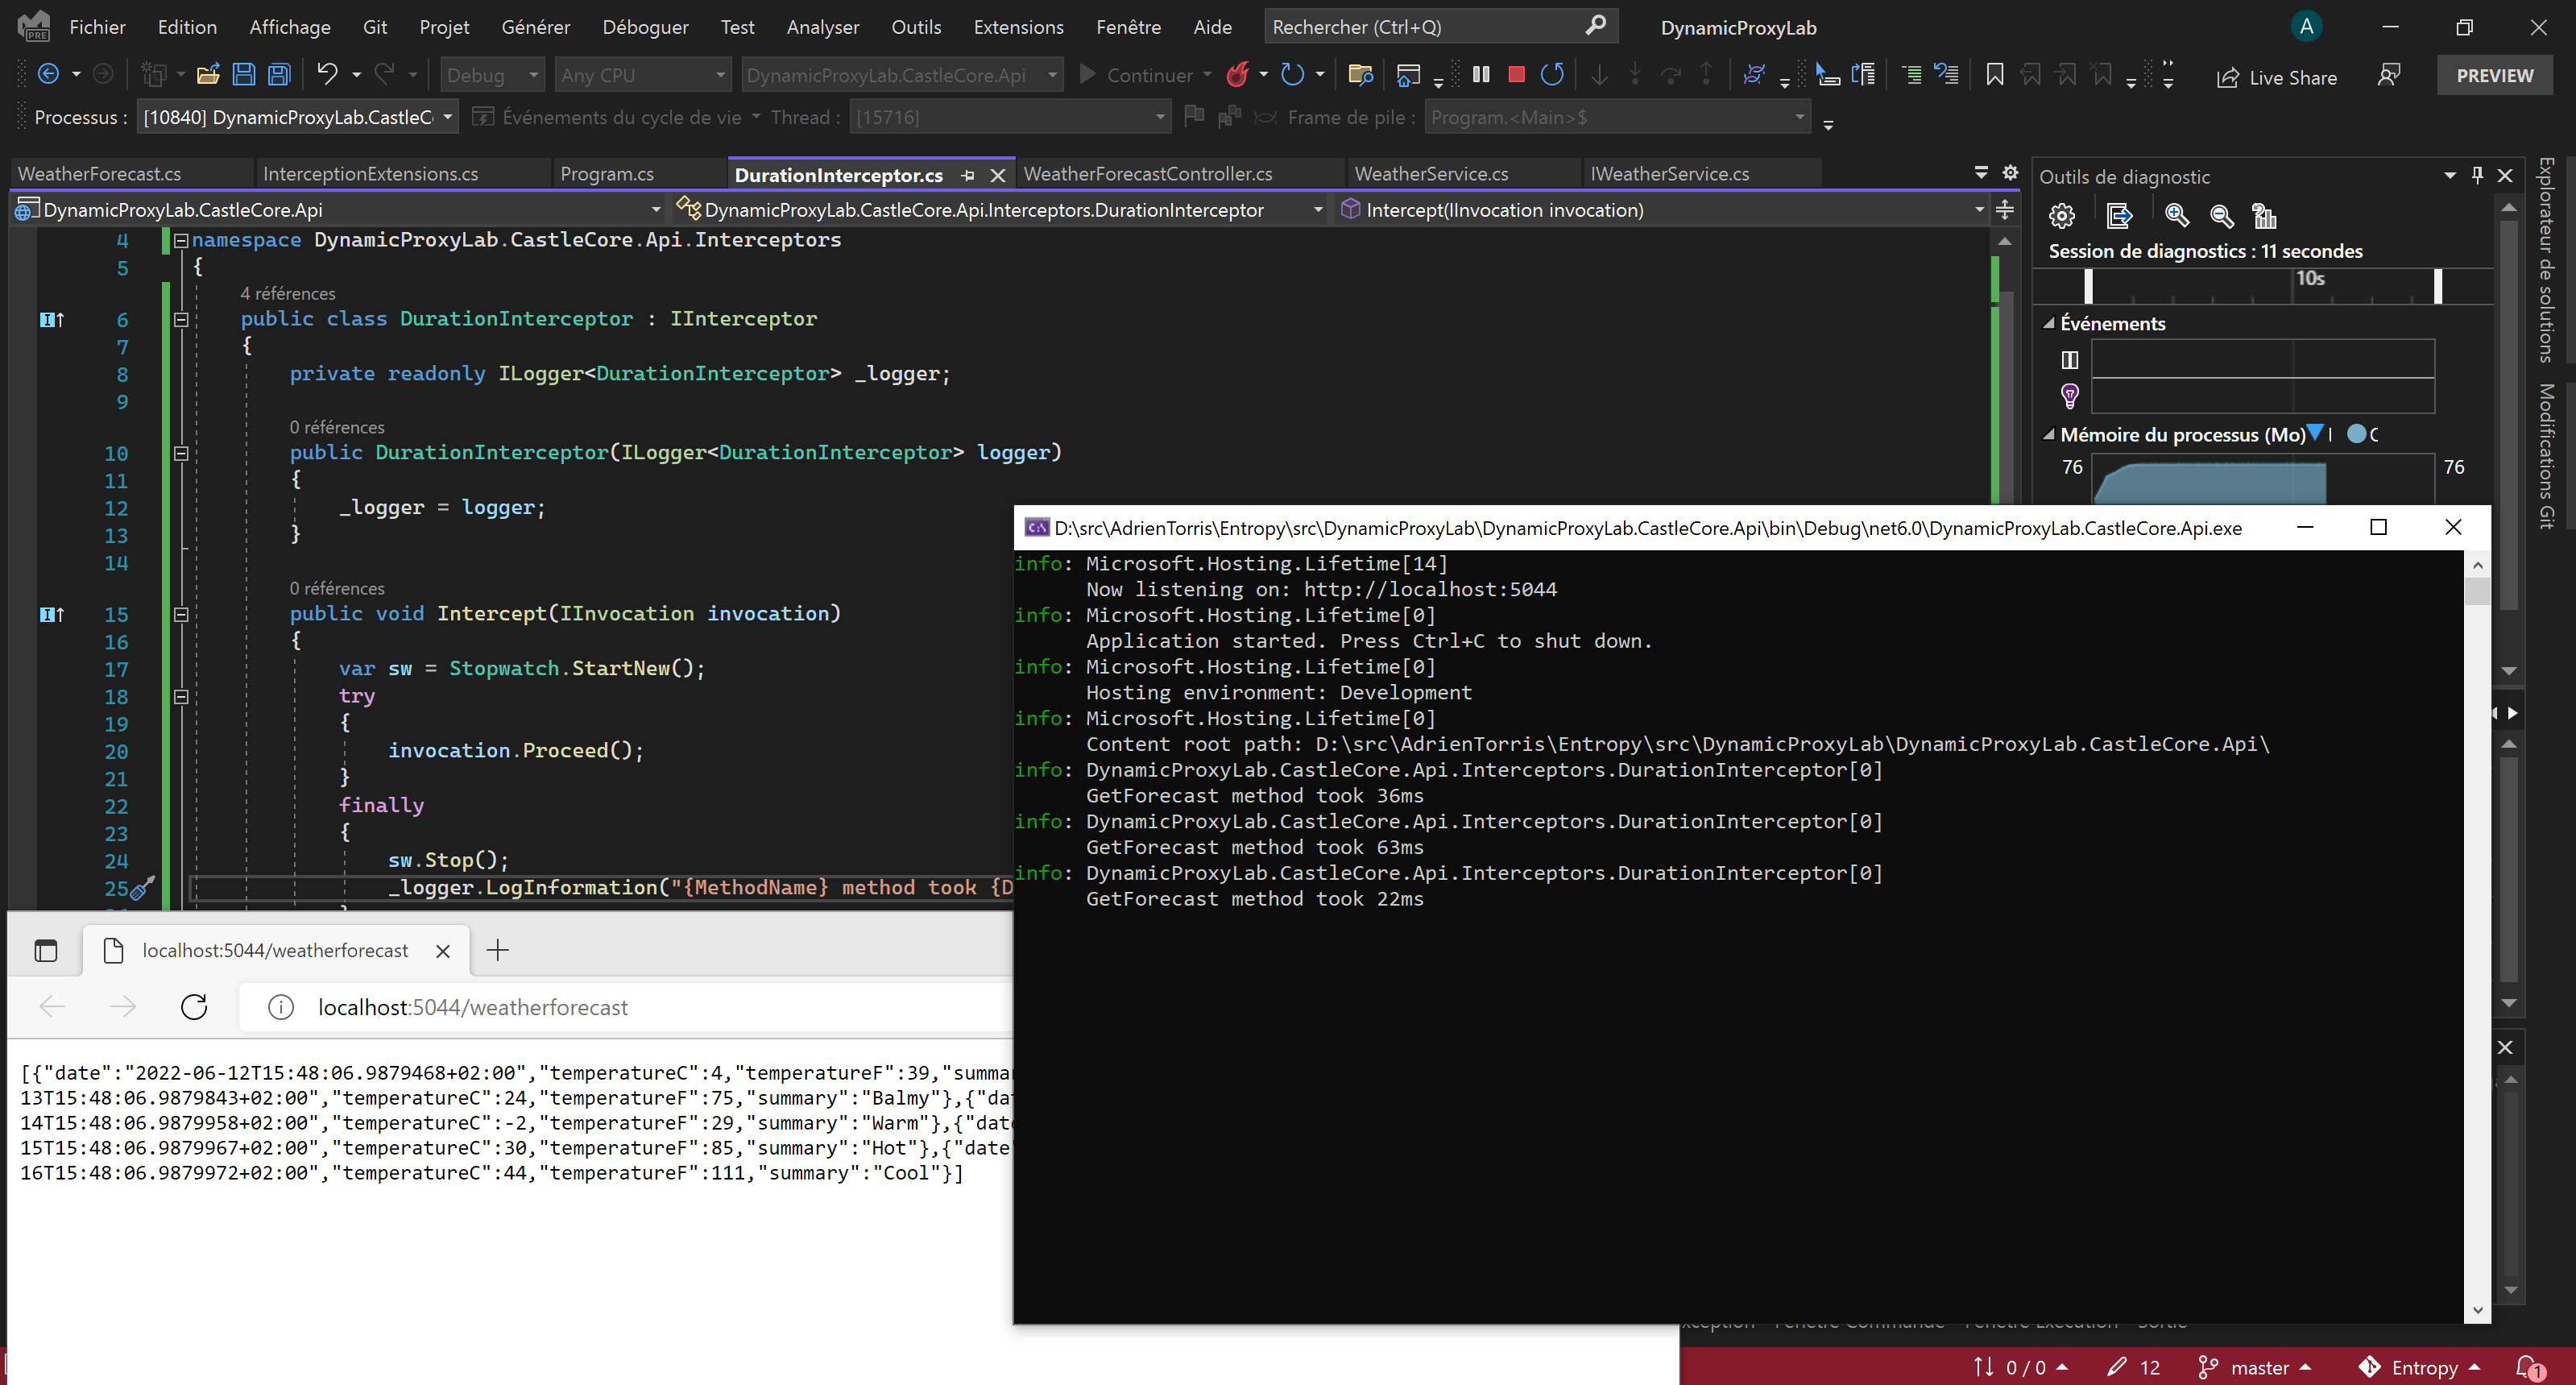 Fichier Edition Affichage Git Projet Générer Déboguer Test Analyser Outils Extensions Fenêtre Aide Rechercher (Ctrl+Q) DynamicProxyLab A
PRE
Debug Any CPU DynamicProxyLab.CastleCore.Api Continuer Live Share PREVIEW
Processus : [10840] DynamicProxyLab.CastleC Événements du cycle de vie Thread : [15716] Frame de pile : Program.<Main>$
WeatherForecast.cs InterceptionExtensions.cs Program.cs DurationInterceptor.cs WeatherForecastController.cs WeatherService.cs IWeatherService.cs
DynamicProxyLab.CastleCore.Api DynamicProxyLab.CastleCore.Api.Interceptors.DurationInterceptor Intercept(IInvocation invocation)
4 namespace DynamicProxyLab.CastleCore.Api.Interceptors
5 {
4 références
6 public class DurationInterceptor : IInterceptor
7 {
8 private readonly ILogger<DurationInterceptor> _logger;
9
0 références
10 public DurationInterceptor(ILogger<DurationInterceptor> logger)
11 {
12 _logger = logger;
13 }
14
0 références
15 public void Intercept(IInvocation invocation)
16 {
17 var sw = Stopwatch.StartNew();
18 try
19 {
20 invocation.Proceed();
21 }
22 finally
23 {
24 sw.Stop();
25 _logger.LogInformation("{MethodName} method took {D
Outils de diagnostic
Session de diagnostics : 11 secondes
10s
Événements
Mémoire du processus (Mo)
76 76
Explorateur de solutions
Modifications Git
D:\src\AdrienTorris\Entropy\src\DynamicProxyLab\DynamicProxyLab.CastleCore.Api\bin\Debug\net6.0\DynamicProxyLab.CastleCore.Api.exe
info: Microsoft.Hosting.Lifetime[14]
Now listening on: http://localhost:5044
info: Microsoft.Hosting.Lifetime[0]
Application started. Press Ctrl+C to shut down.
info: Microsoft.Hosting.Lifetime[0]
Hosting environment: Development
info: Microsoft.Hosting.Lifetime[0]
Content root path: D:\src\AdrienTorris\Entropy\src\DynamicProxyLab\DynamicProxyLab.CastleCore.Api\
info: DynamicProxyLab.CastleCore.Api.Interceptors.DurationInterceptor[0]
GetForecast method took 36ms
info: DynamicProxyLab.CastleCore.Api.Interceptors.DurationInterceptor[0]
GetForecast method took 63ms
info: DynamicProxyLab.CastleCore.Api.Interceptors.DurationInterceptor[0]
GetForecast method took 22ms
localhost:5044/weatherforecast
localhost:5044/weatherforecast
[{"date":"2022-06-12T15:48:06.9879468+02:00","temperatureC":4,"temperatureF":39,"summar
13T15:48:06.9879843+02:00","temperatureC":24,"temperatureF":75,"summary":"Balmy"},{"dat
14T15:48:06.9879958+02:00","temperatureC":-2,"temperatureF":29,"summary":"Warm"},{"date
15T15:48:06.9879967+02:00","temperatureC":30,"temperatureF":85,"summary":"Hot"},{"date"
16T15:48:06.9879972+02:00","temperatureC":44,"temperatureF":111,"summary":"Cool"}]
0 / 0 12 master Entropy 1